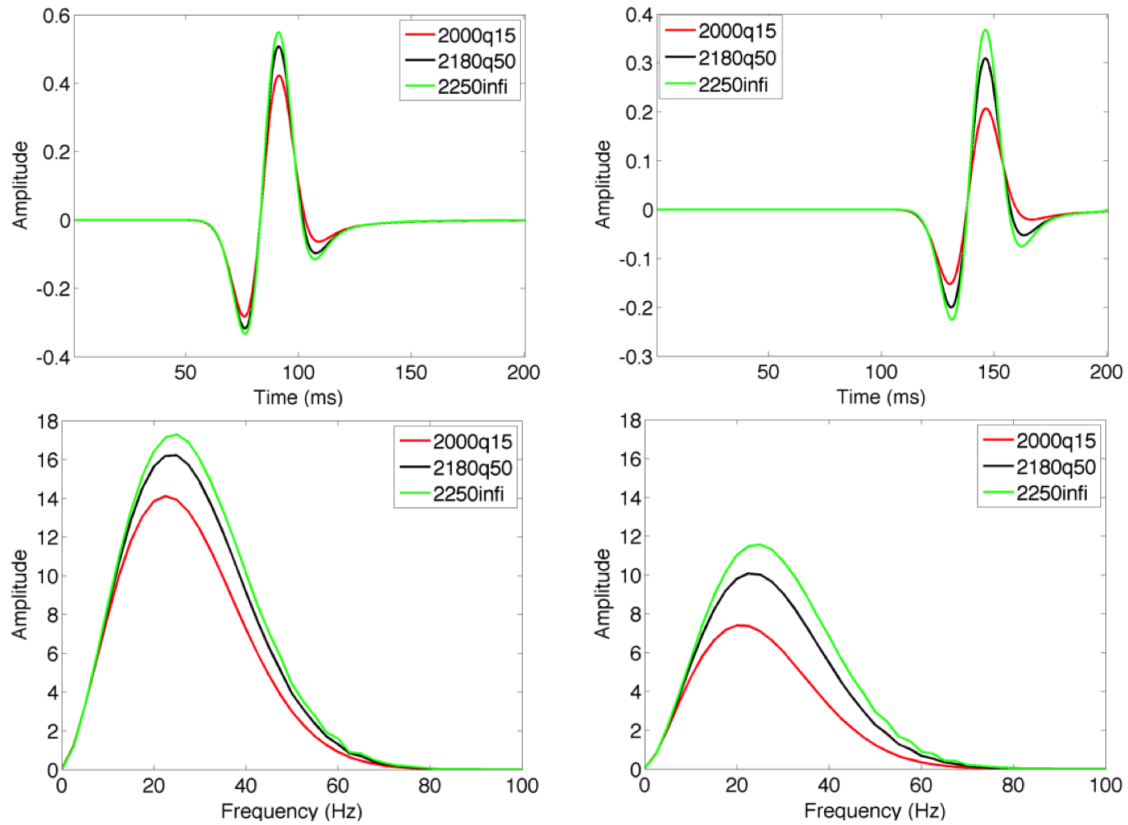 0.6
0.4
0.2
0
-0.2
-0.4
Amplitude
50
100
150
200
Time (ms)
2000q15
2180q50
2250infi
0.4
0.3
0.2
0.1
0
-0.1
-0.2
-0.3
Amplitude
50
100
150
200
Time (ms)
2000q15
2180q50
2250infi
18
16
14
12
10
8
6
4
2
0
Amplitude
0
20
40
60
80
100
Frequency (Hz)
2000q15
2180q50
2250infi
18
16
14
12
10
8
6
4
2
0
Amplitude
0
20
40
60
80
100
Frequency (Hz)
2000q15
2180q50
2250infi